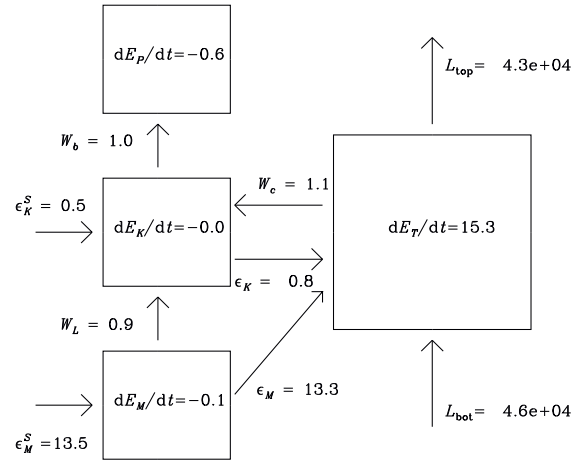 dE_P/dt=−0.6
L_top= 4.3e+04
W_b = 1.0
W_c = 1.1
ϵ_K^S = 0.5
dE_K/dt=−0.0
dE_T/dt=15.3
ϵ_K = 0.8
W_L = 0.9
dE_M/dt=−0.1
ϵ_M = 13.3
L_bot= 4.6e+04
ϵ_M^S =13.5